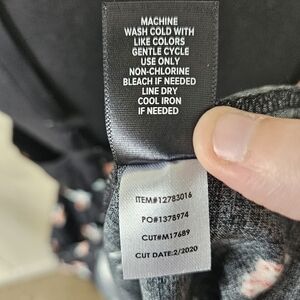 MACHINE
WASH COLD WITH
LIKE COLORS
GENTLE CYCLE
USE ONLY
NON-CHLORINE
BLEACH IF NEEDED
LINE DRY
COOL IRON
IF NEEDED
ITEM#12783016
PO#1378974
CUT#M17689
CUT DATE:2/2020